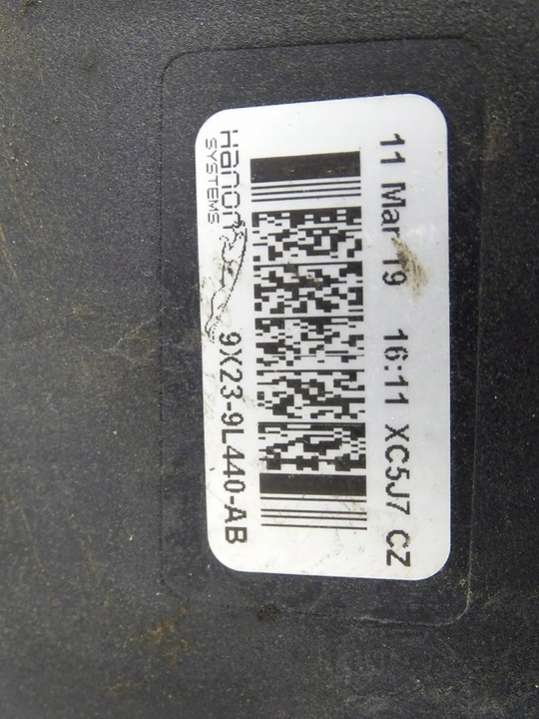 11 Mar 19 16:11 XC5J7 CZ
Hanon
SYSTEMS
9X23-9L440-AB